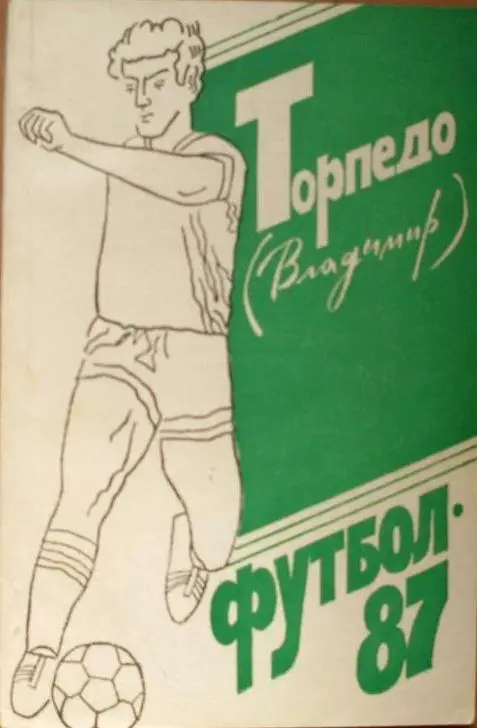 Торпедо
(Владимир)
футбол·
87